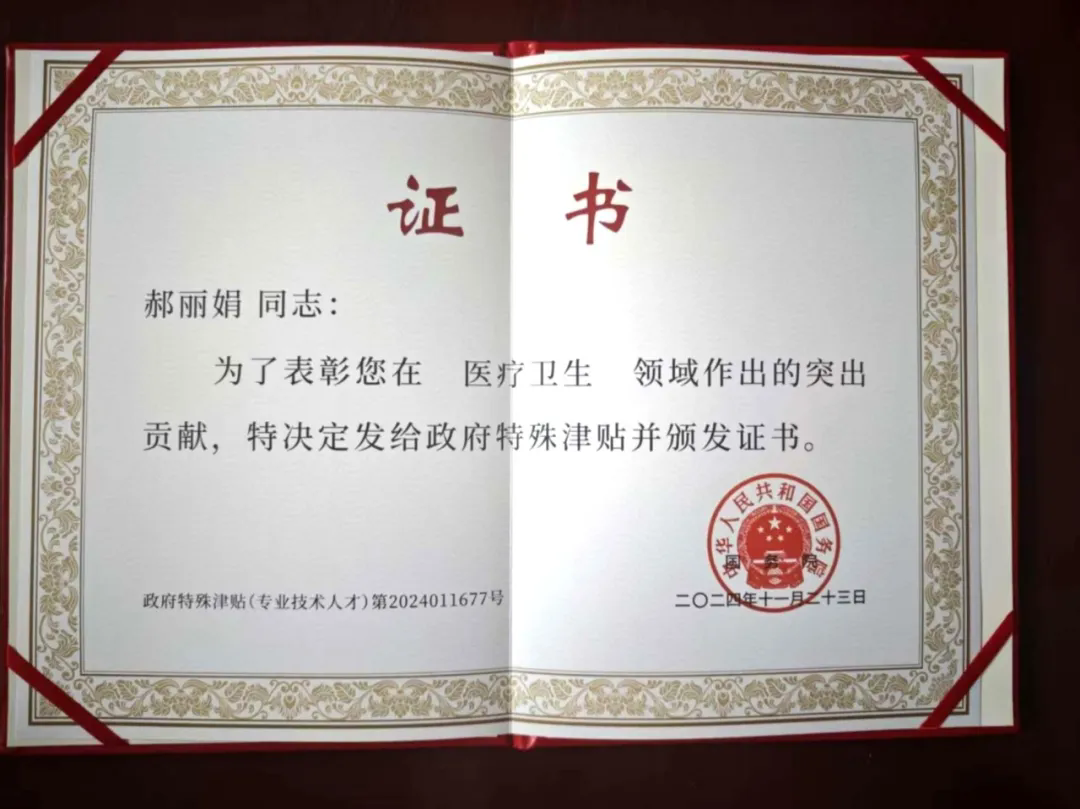 证 书
郝丽娟 同志：
为了表彰您在 医疗卫生 领域作出的突出
贡献，特决定发给政府特殊津贴并颁发证书。
中华人民共和国国务院
国务院
政府特殊津贴(专业技术人才)第2024011677号
二〇二四年十一月二十三日